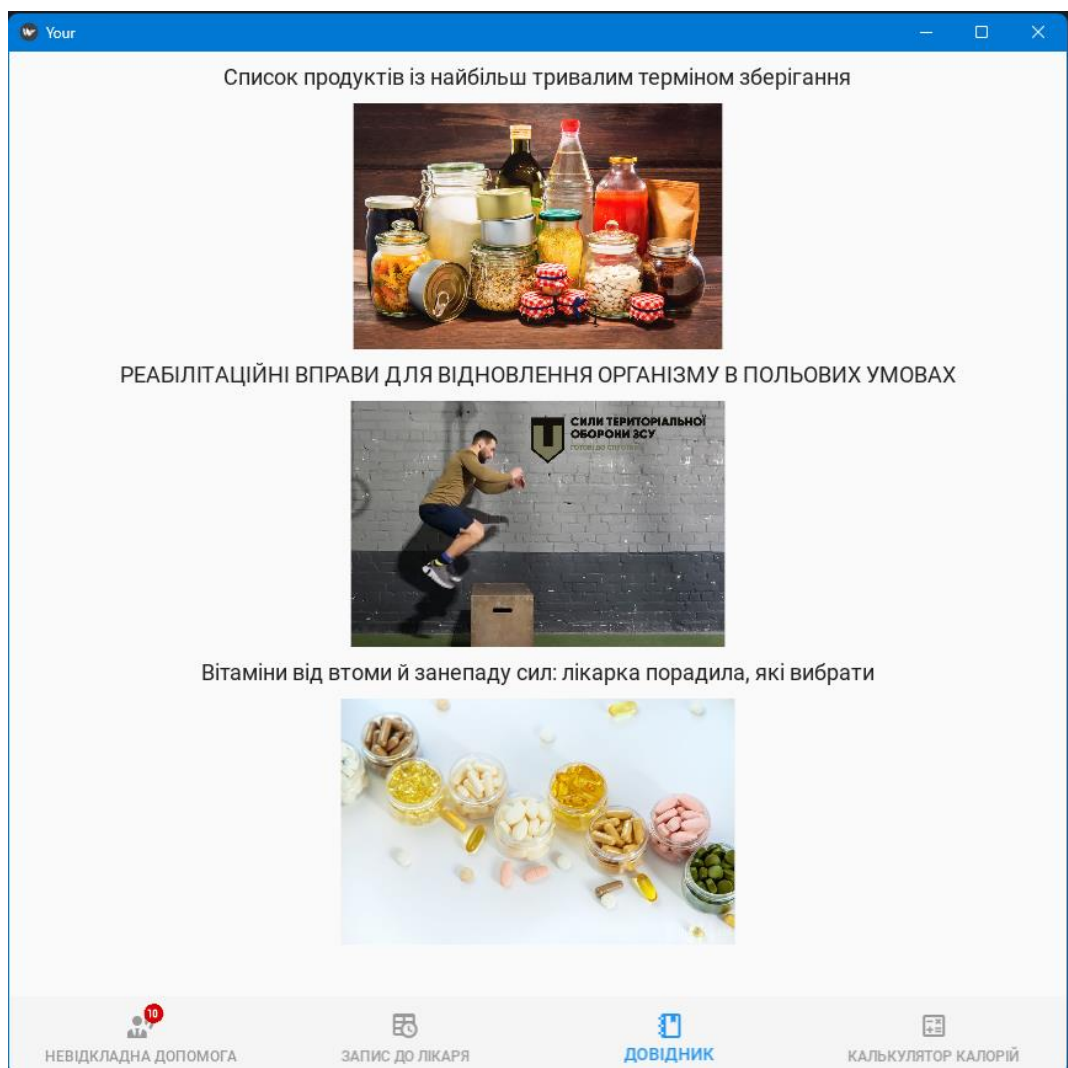 Your
Список продуктів із найбільш тривалим терміном зберігання
РЕАБІЛІТАЦІЙНІ ВПРАВИ ДЛЯ ВІДНОВЛЕННЯ ОРГАНІЗМУ В ПОЛЬОВИХ УМОВАХ
СИЛИ ТЕРИТОРІАЛЬНОЇ
ОБОРОНИ ЗСУ
Вітаміни від втоми й занепаду сил: лікарка порадила, які вибрати
10
НЕВІДКЛАДНА ДОПОМОГА
ЗАПИС ДО ЛІКАРЯ
ДОВІДНИК
КАЛЬКУЛЯТОР КАЛОРІЙ